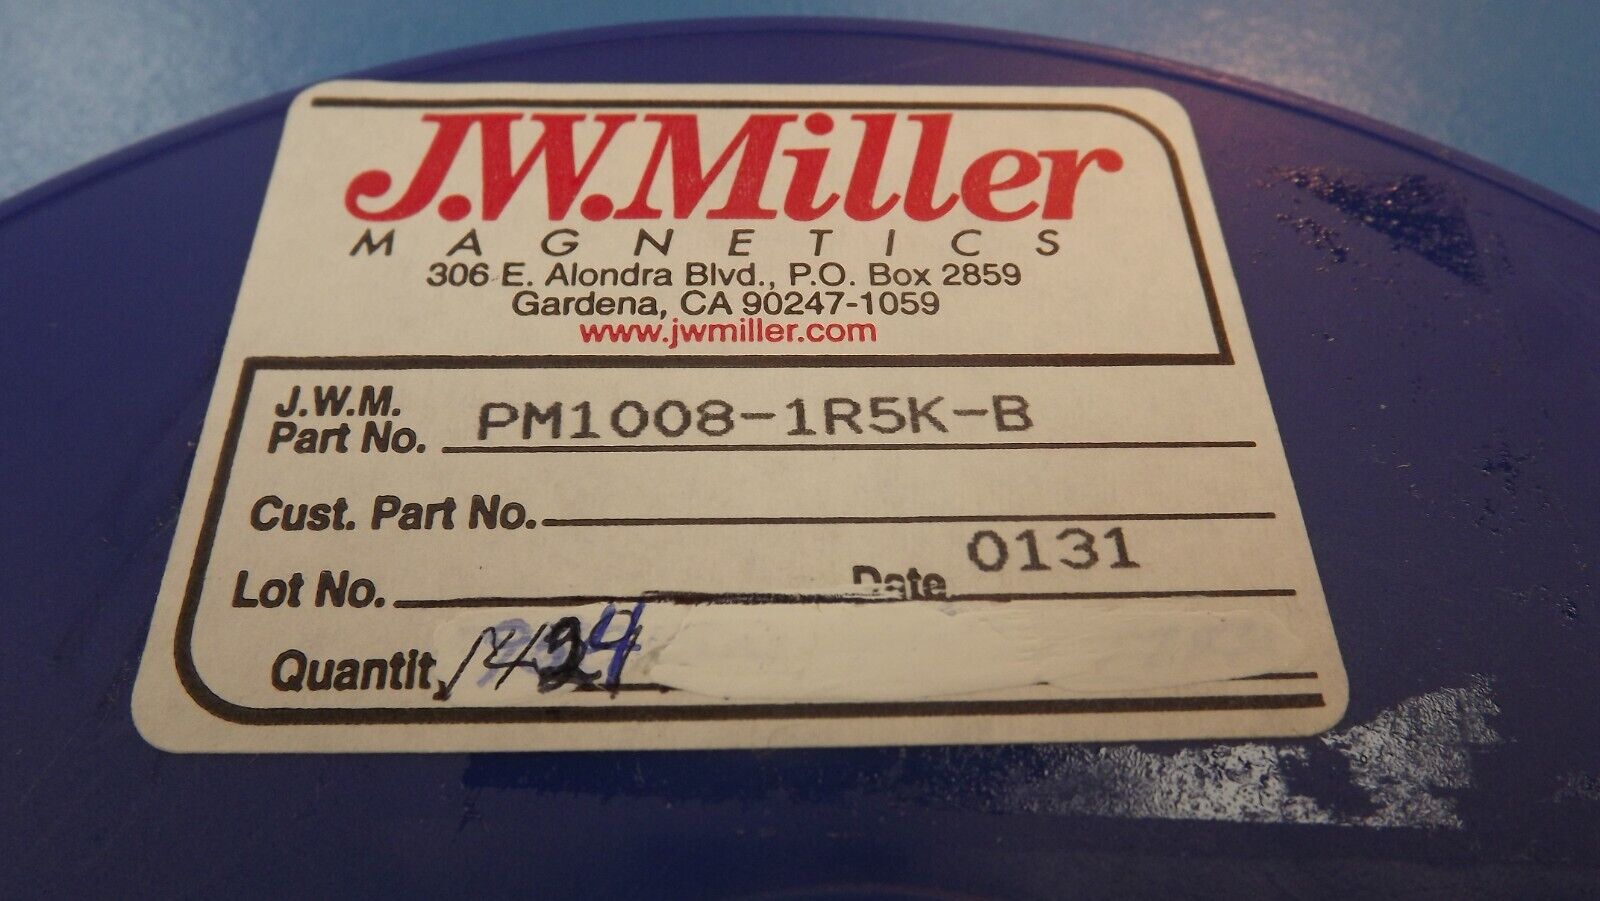 J.W.Miller
MAGNETICS
306 E. Alondra Blvd., P.O. Box 2859
Gardena, CA 90247-1059
www.jwmiller.com
J.W.M.
Part No. PM1008-1R5K-B
Cust. Part No.
Lot No. Date 0131
Quantit 1424